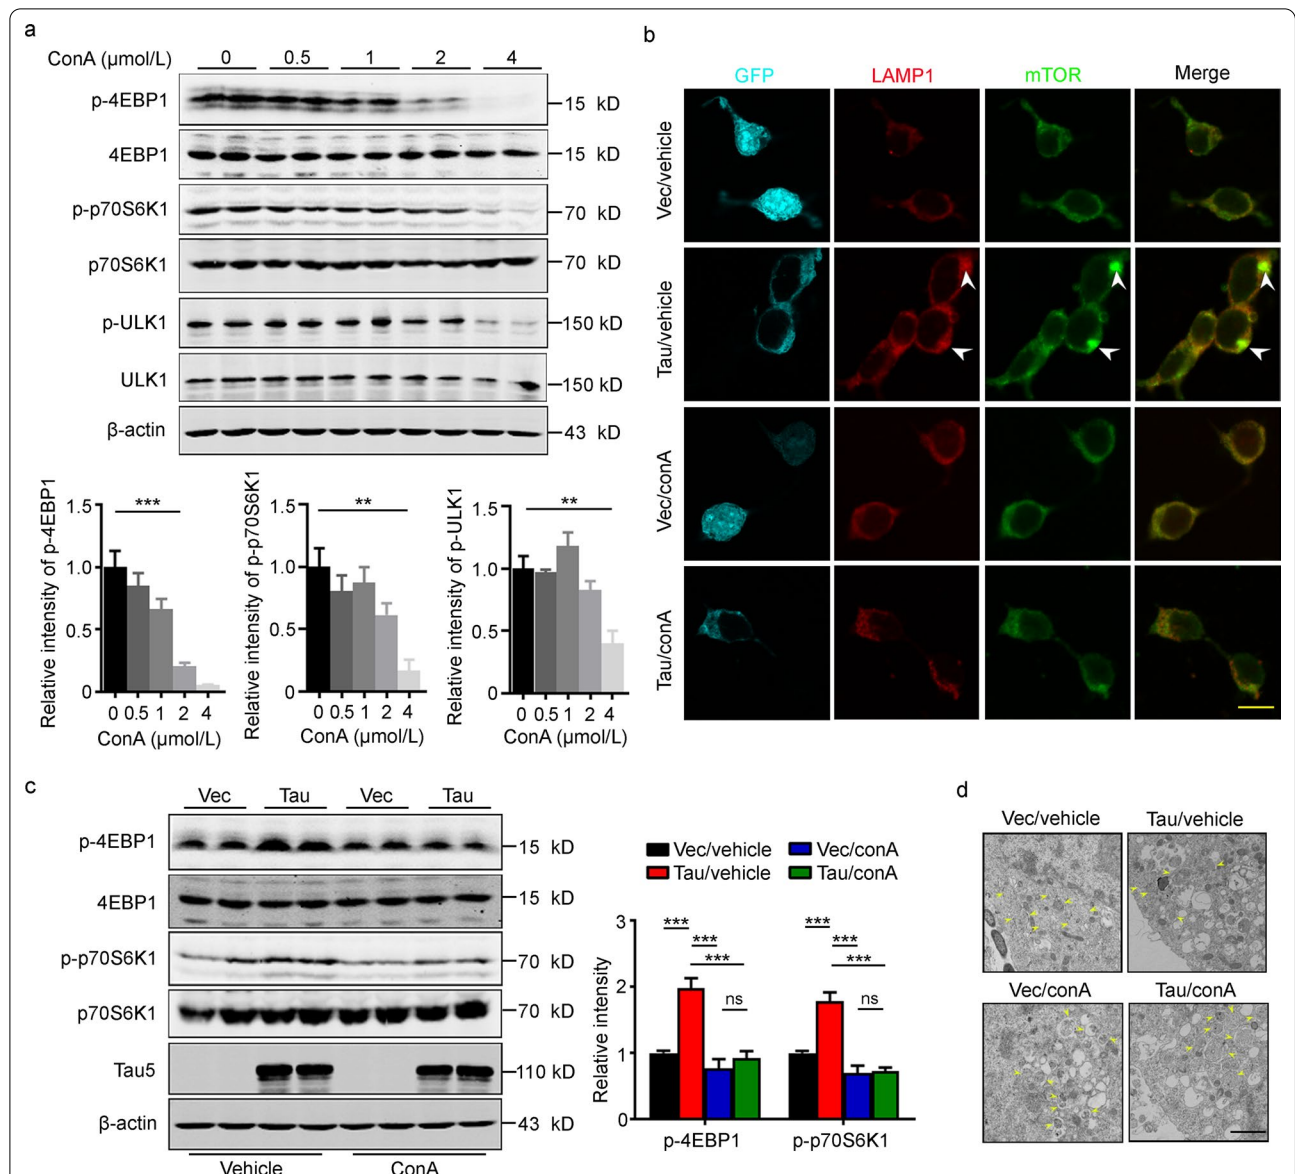 a
ConA (μmol/L) 0 0.5 1 2 4
p-4EBP1 15 kD
4EBP1 15 kD
p-p70S6K1 70 kD
p70S6K1 70 kD
p-ULK1 150 kD
ULK1 150 kD
β-actin 43 kD
Relative intensity of p-4EBP1
1.5
1.0
0.5
0
***
0 0.5 1 2 4
ConA (μmol/L)
Relative intensity of p-p70S6K1
1.5
1.0
0.5
0
**
0 0.5 1 2 4
ConA (μmol/L)
Relative intensity of p-ULK1
1.5
1.0
0.5
0
**
0 0.5 1 2 4
ConA (μmol/L)
b
GFP LAMP1 mTOR Merge
Vec/vehicle
Tau/vehicle
Vec/conA
Tau/conA
c
Vec Tau Vec Tau
p-4EBP1 15 kD
4EBP1 15 kD
p-p70S6K1 70 kD
p70S6K1 70 kD
Tau5 110 kD
β-actin 43 kD
Vehicle ConA
Vec/vehicle Vec/conA
Tau/vehicle Tau/conA
Relative intensity
3
2
1
0
*** ***
*** ***
*** ***
ns ns
p-4EBP1 p-p70S6K1
d
Vec/vehicle Tau/vehicle
Vec/conA Tau/conA